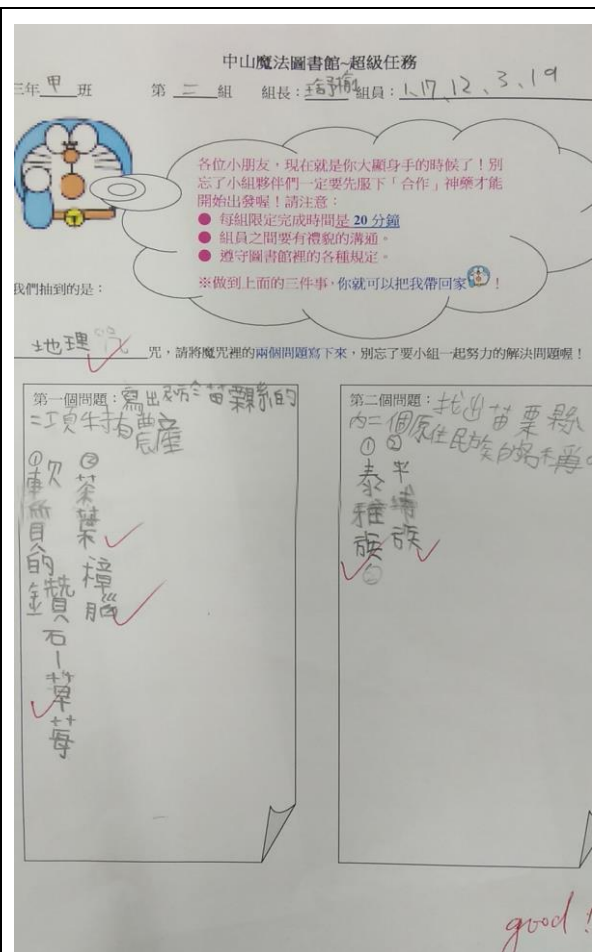 中山魔法圖書館~超級任務
三年 甲 班 第 二 組 組長: 組員:1、17、12、3、19
各位小朋友,現在就是你大顯身手的時候了!別
忘了小組夥伴們一定要先服下「合作」神藥才能
開始出發喔!請注意:
● 每組限定完成時間是 20 分鐘
● 組員之間要有禮貌的溝通。
● 遵守圖書館裡的各種規定。
※做到上面的三件事,你就可以把我帶回家!
我們抽到的是:
地理咒 咒,請將魔咒裡的兩個問題寫下來,別忘了要小組一起努力的解決問題喔!
第一個問題:寫出 於苗栗縣的
二項特有農產
①軟 的
鑽石-草莓
②茶葉 樟腦
第二個問題:找出苗栗縣
內二個原住民族的名稱。
①泰雅族
②平埔族
good!